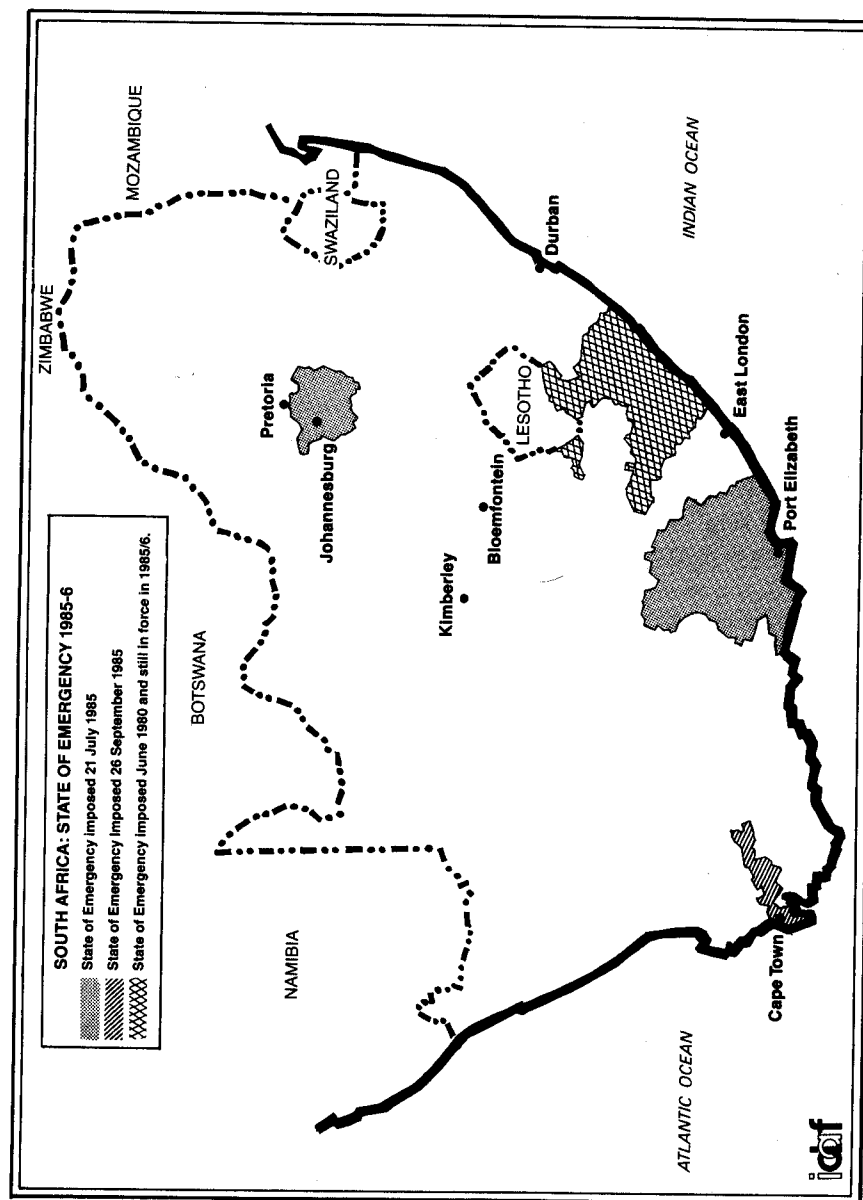 SOUTH AFRICA: STATE OF EMERGENCY 1985-6
State of Emergency imposed 21 July 1985
State of Emergency imposed 26 September 1985
State of Emergency imposed June 1980 and still in force in 1985/6.
ZIMBABWE
MOZAMBIQUE
BOTSWANA
NAMIBIA
SWAZILAND
Pretoria
Johannesburg
Kimberley
Bloemfontein
LESOTHO
Durban
East London
Port Elizabeth
Cape Town
ATLANTIC OCEAN
INDIAN OCEAN
idaf